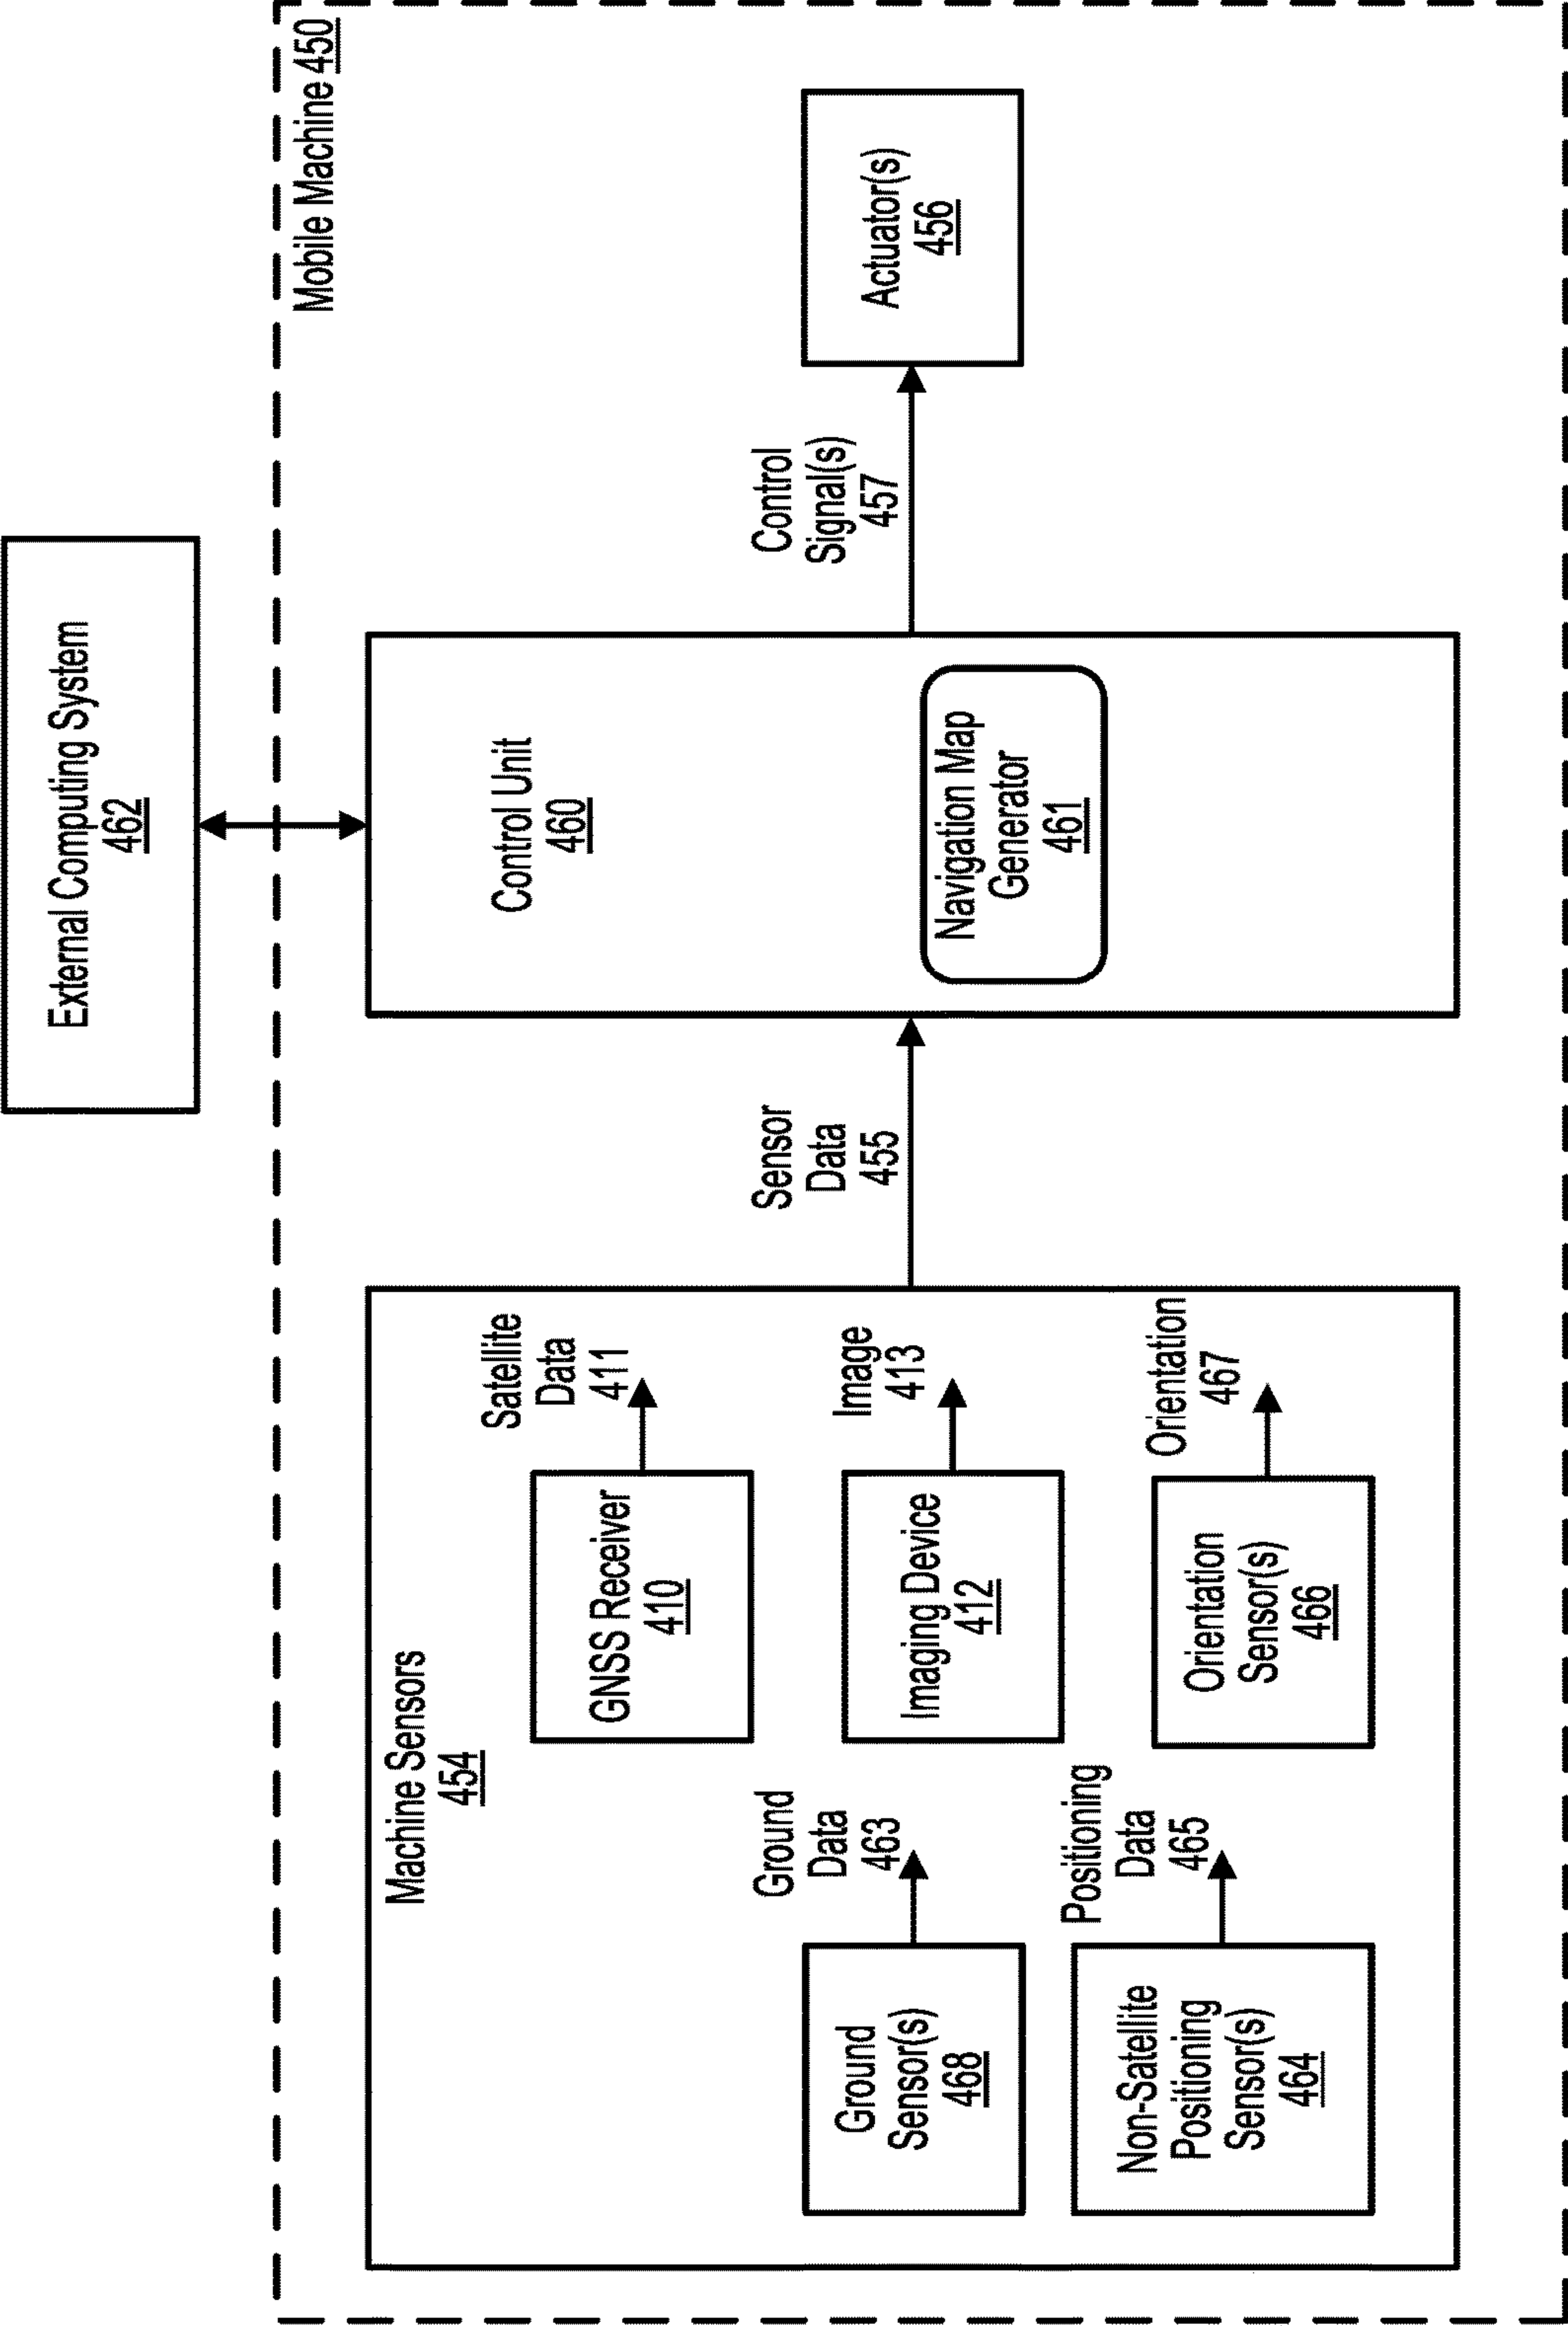 External Computing System
462
Mobile Machine 450
Machine Sensors
454
Ground
Sensor(s)
468
Ground
Data
463
Non-Satellite
Positioning
Sensor(s)
464
Positioning
Data
465
GNSS Receiver
410
Satellite
Data
411
Imaging Device
412
Image
413
Orientation
Sensor(s)
466
Orientation
467
Sensor
Data
455
Control Unit
460
Navigation Map
Generator
461
Control
Signal(s)
457
Actuator(s)
456